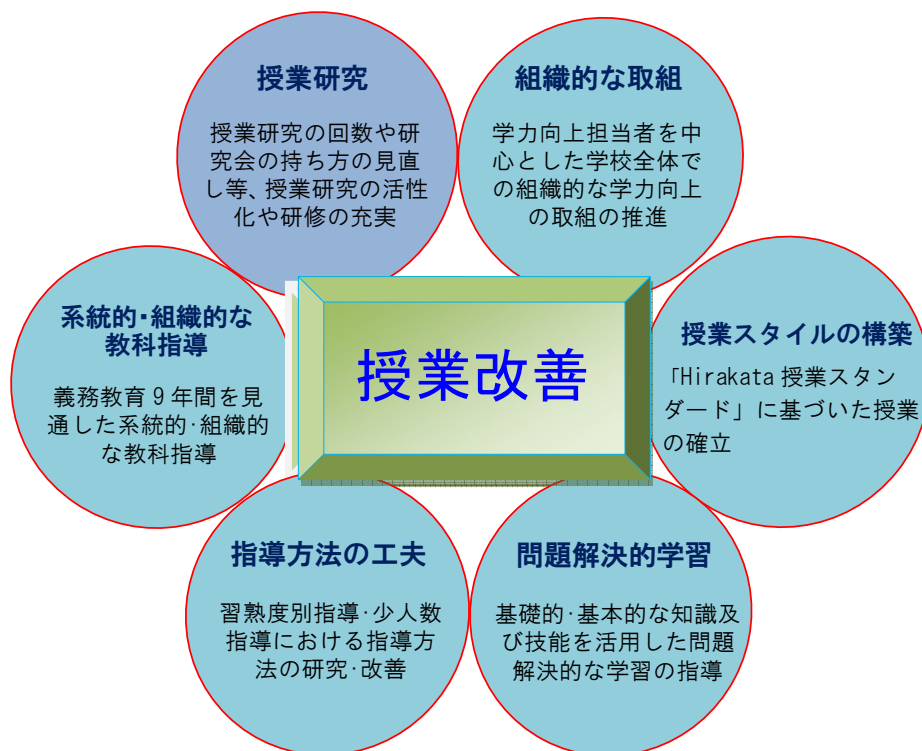 授業研究
授業研究の回数や研
究会の持ち方の見直
し等、授業研究の活性
化や研修の充実
組織的な取組
学力向上担当者を中
心とした学校全体で
の組織的な学力向上
の取組の推進
系統的・組織的な
教科指導
義務教育９年間を見
通した系統的・組織的
な教科指導
授業改善
授業スタイルの構築
「Hirakata 授業スタン
ダード」に基づいた授業
の確立
指導方法の工夫
習熟度別指導・少人数
指導における指導方
法の研究・改善
問題解決的学習
基礎的・基本的な知識及
び技能を活用した問題
解決的な学習の指導